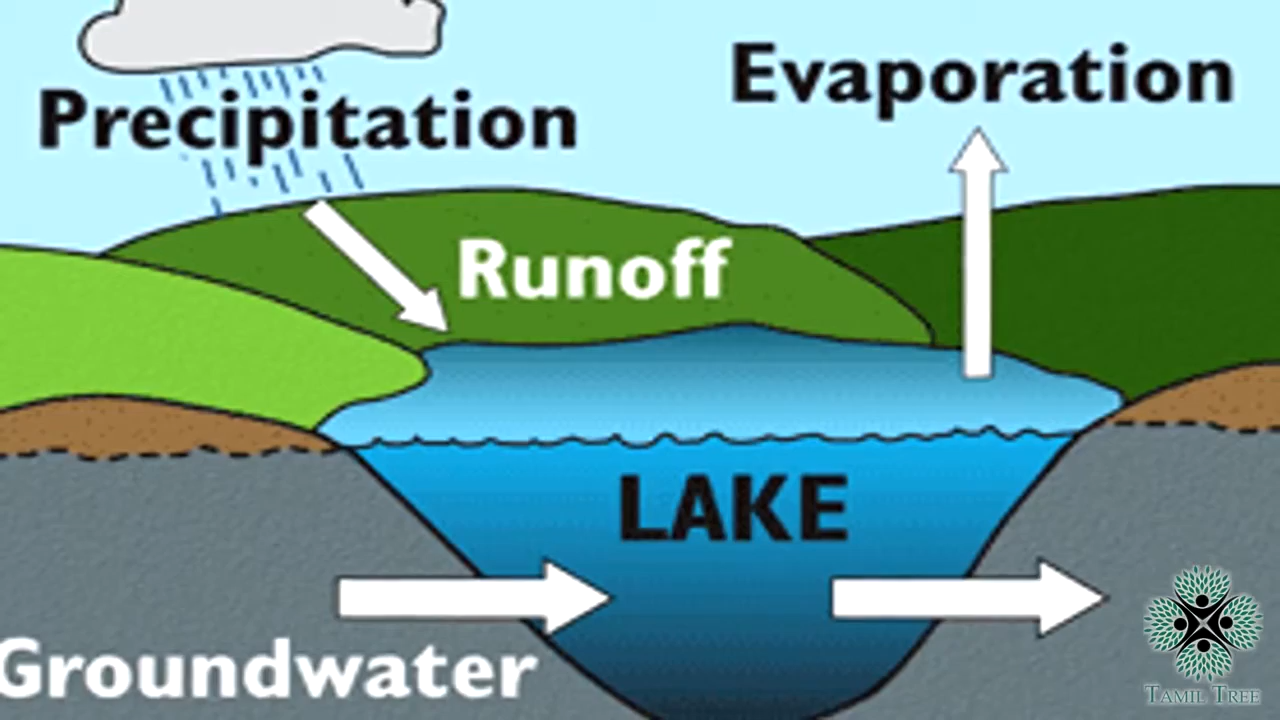 Evaporation
Precipitation
Runoff
LAKE
Groundwater
TAMIL TREE